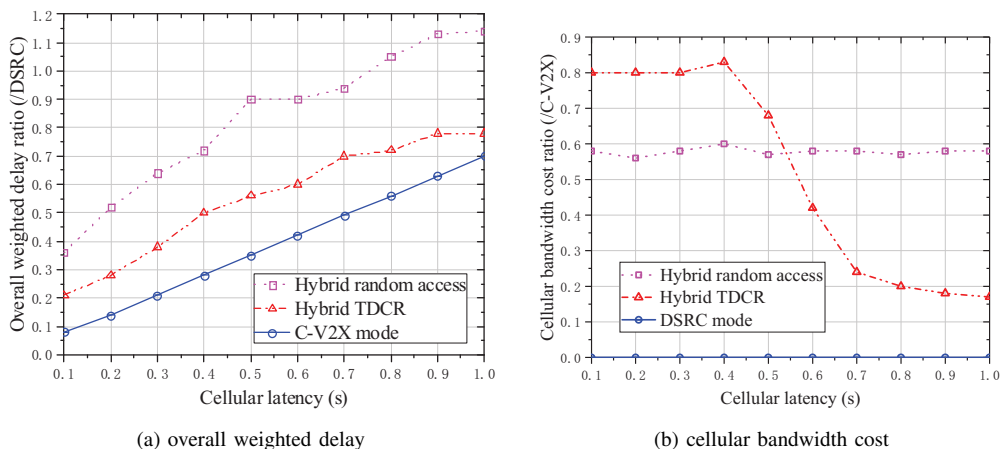 Overall weighted delay ratio (/DSRC)
1.2
1.1
1.0
0.9
0.8
0.7
0.6
0.5
0.4
0.3
0.2
0.1
0.0
Hybrid random access
Hybrid TDCR
C-V2X mode
0.1 0.2 0.3 0.4 0.5 0.6 0.7 0.8 0.9 1.0
Cellular latency (s)
(a) overall weighted delay
Cellular bandwidth cost ratio (/C-V2X)
0.9
0.8
0.7
0.6
0.5
0.4
0.3
0.2
0.1
0.0
Hybrid random access
Hybrid TDCR
DSRC mode
0.1 0.2 0.3 0.4 0.5 0.6 0.7 0.8 0.9 1.0
Cellular latency (s)
(b) cellular bandwidth cost